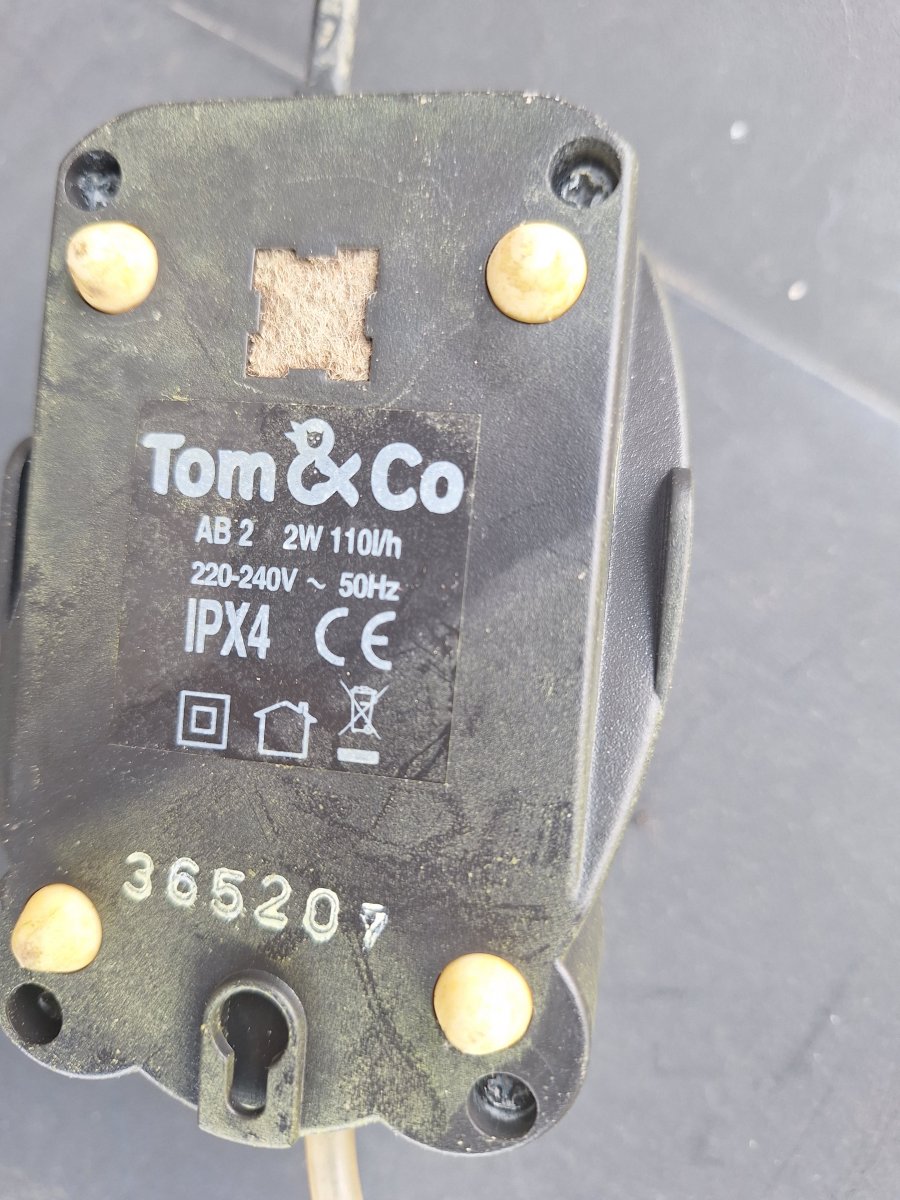 Tom & Co
AB 2 2W 110l/h
220-240V ~ 50Hz
IPX4 CE
365207